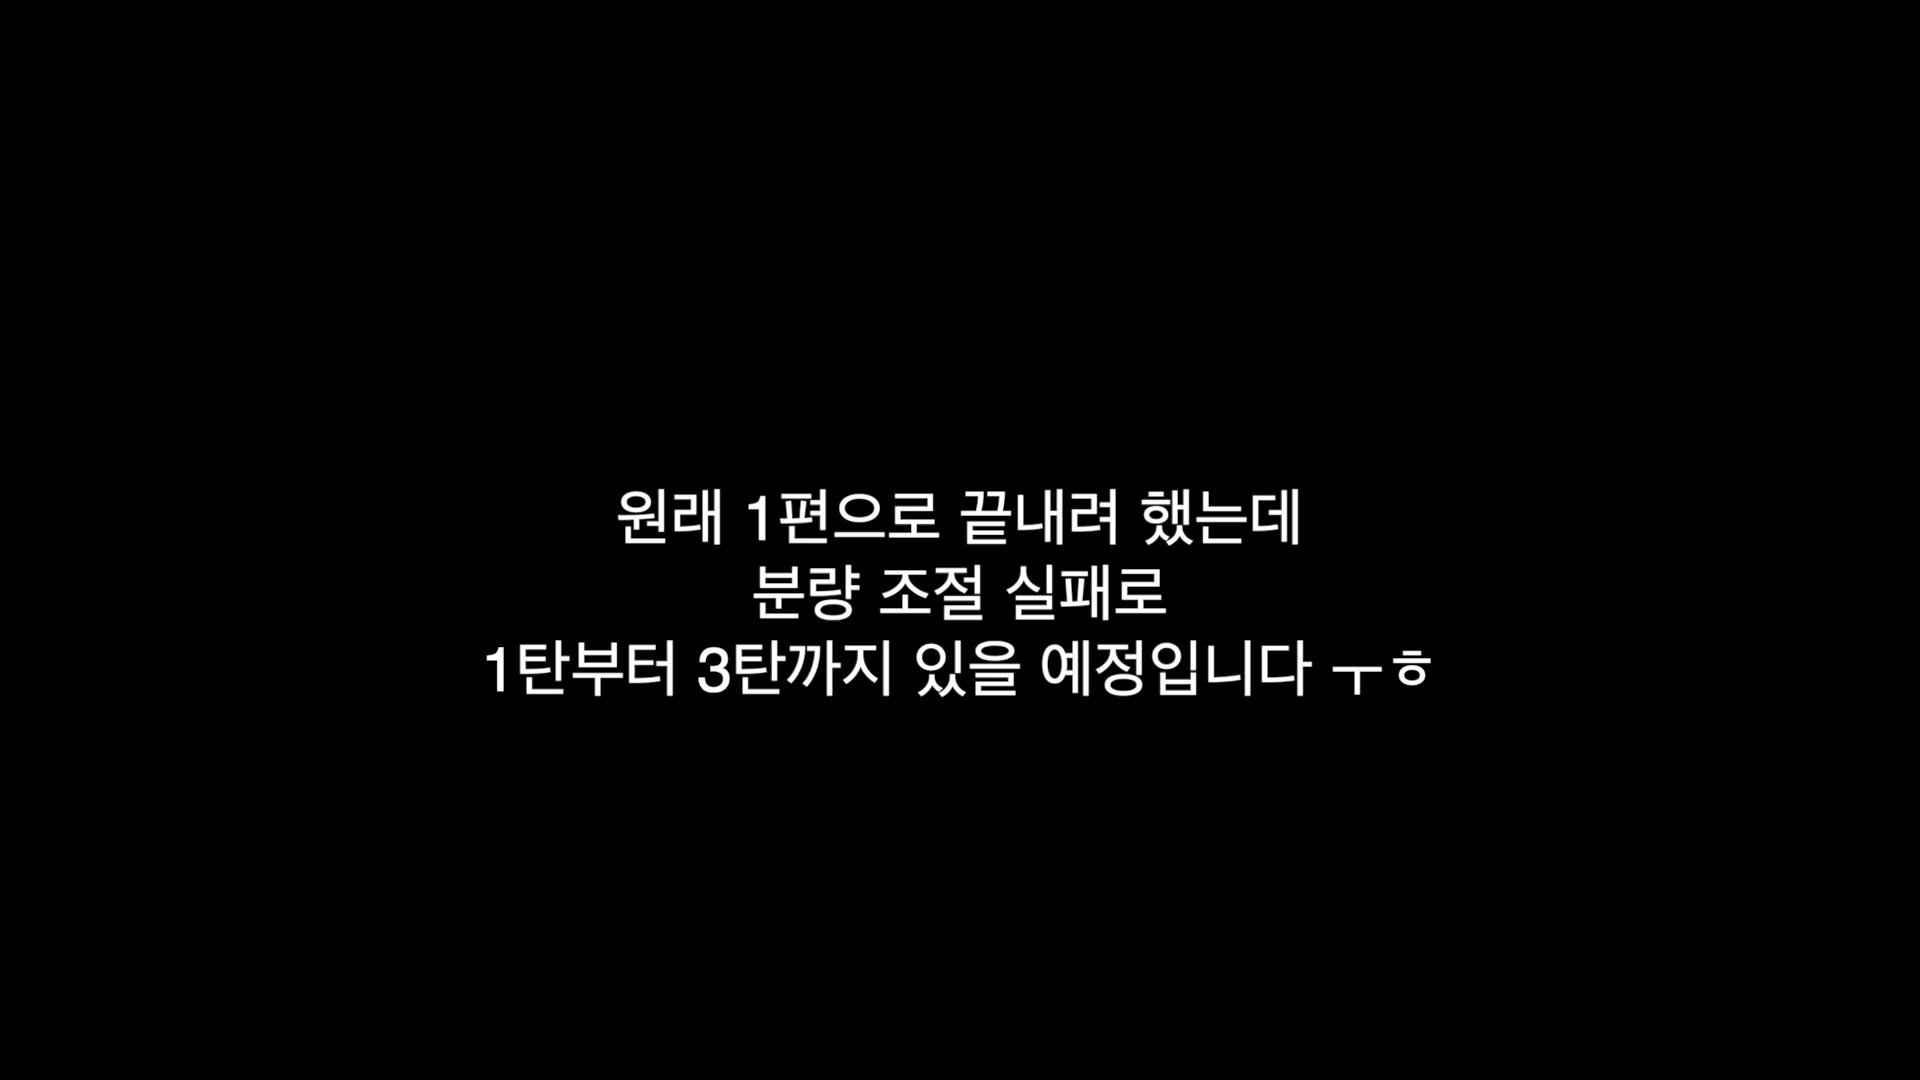 원래 1편으로 끝내려 했는데
분량 조절 실패로
1탄부터 3탄까지 있을 예정입니다 ㅜㅎ